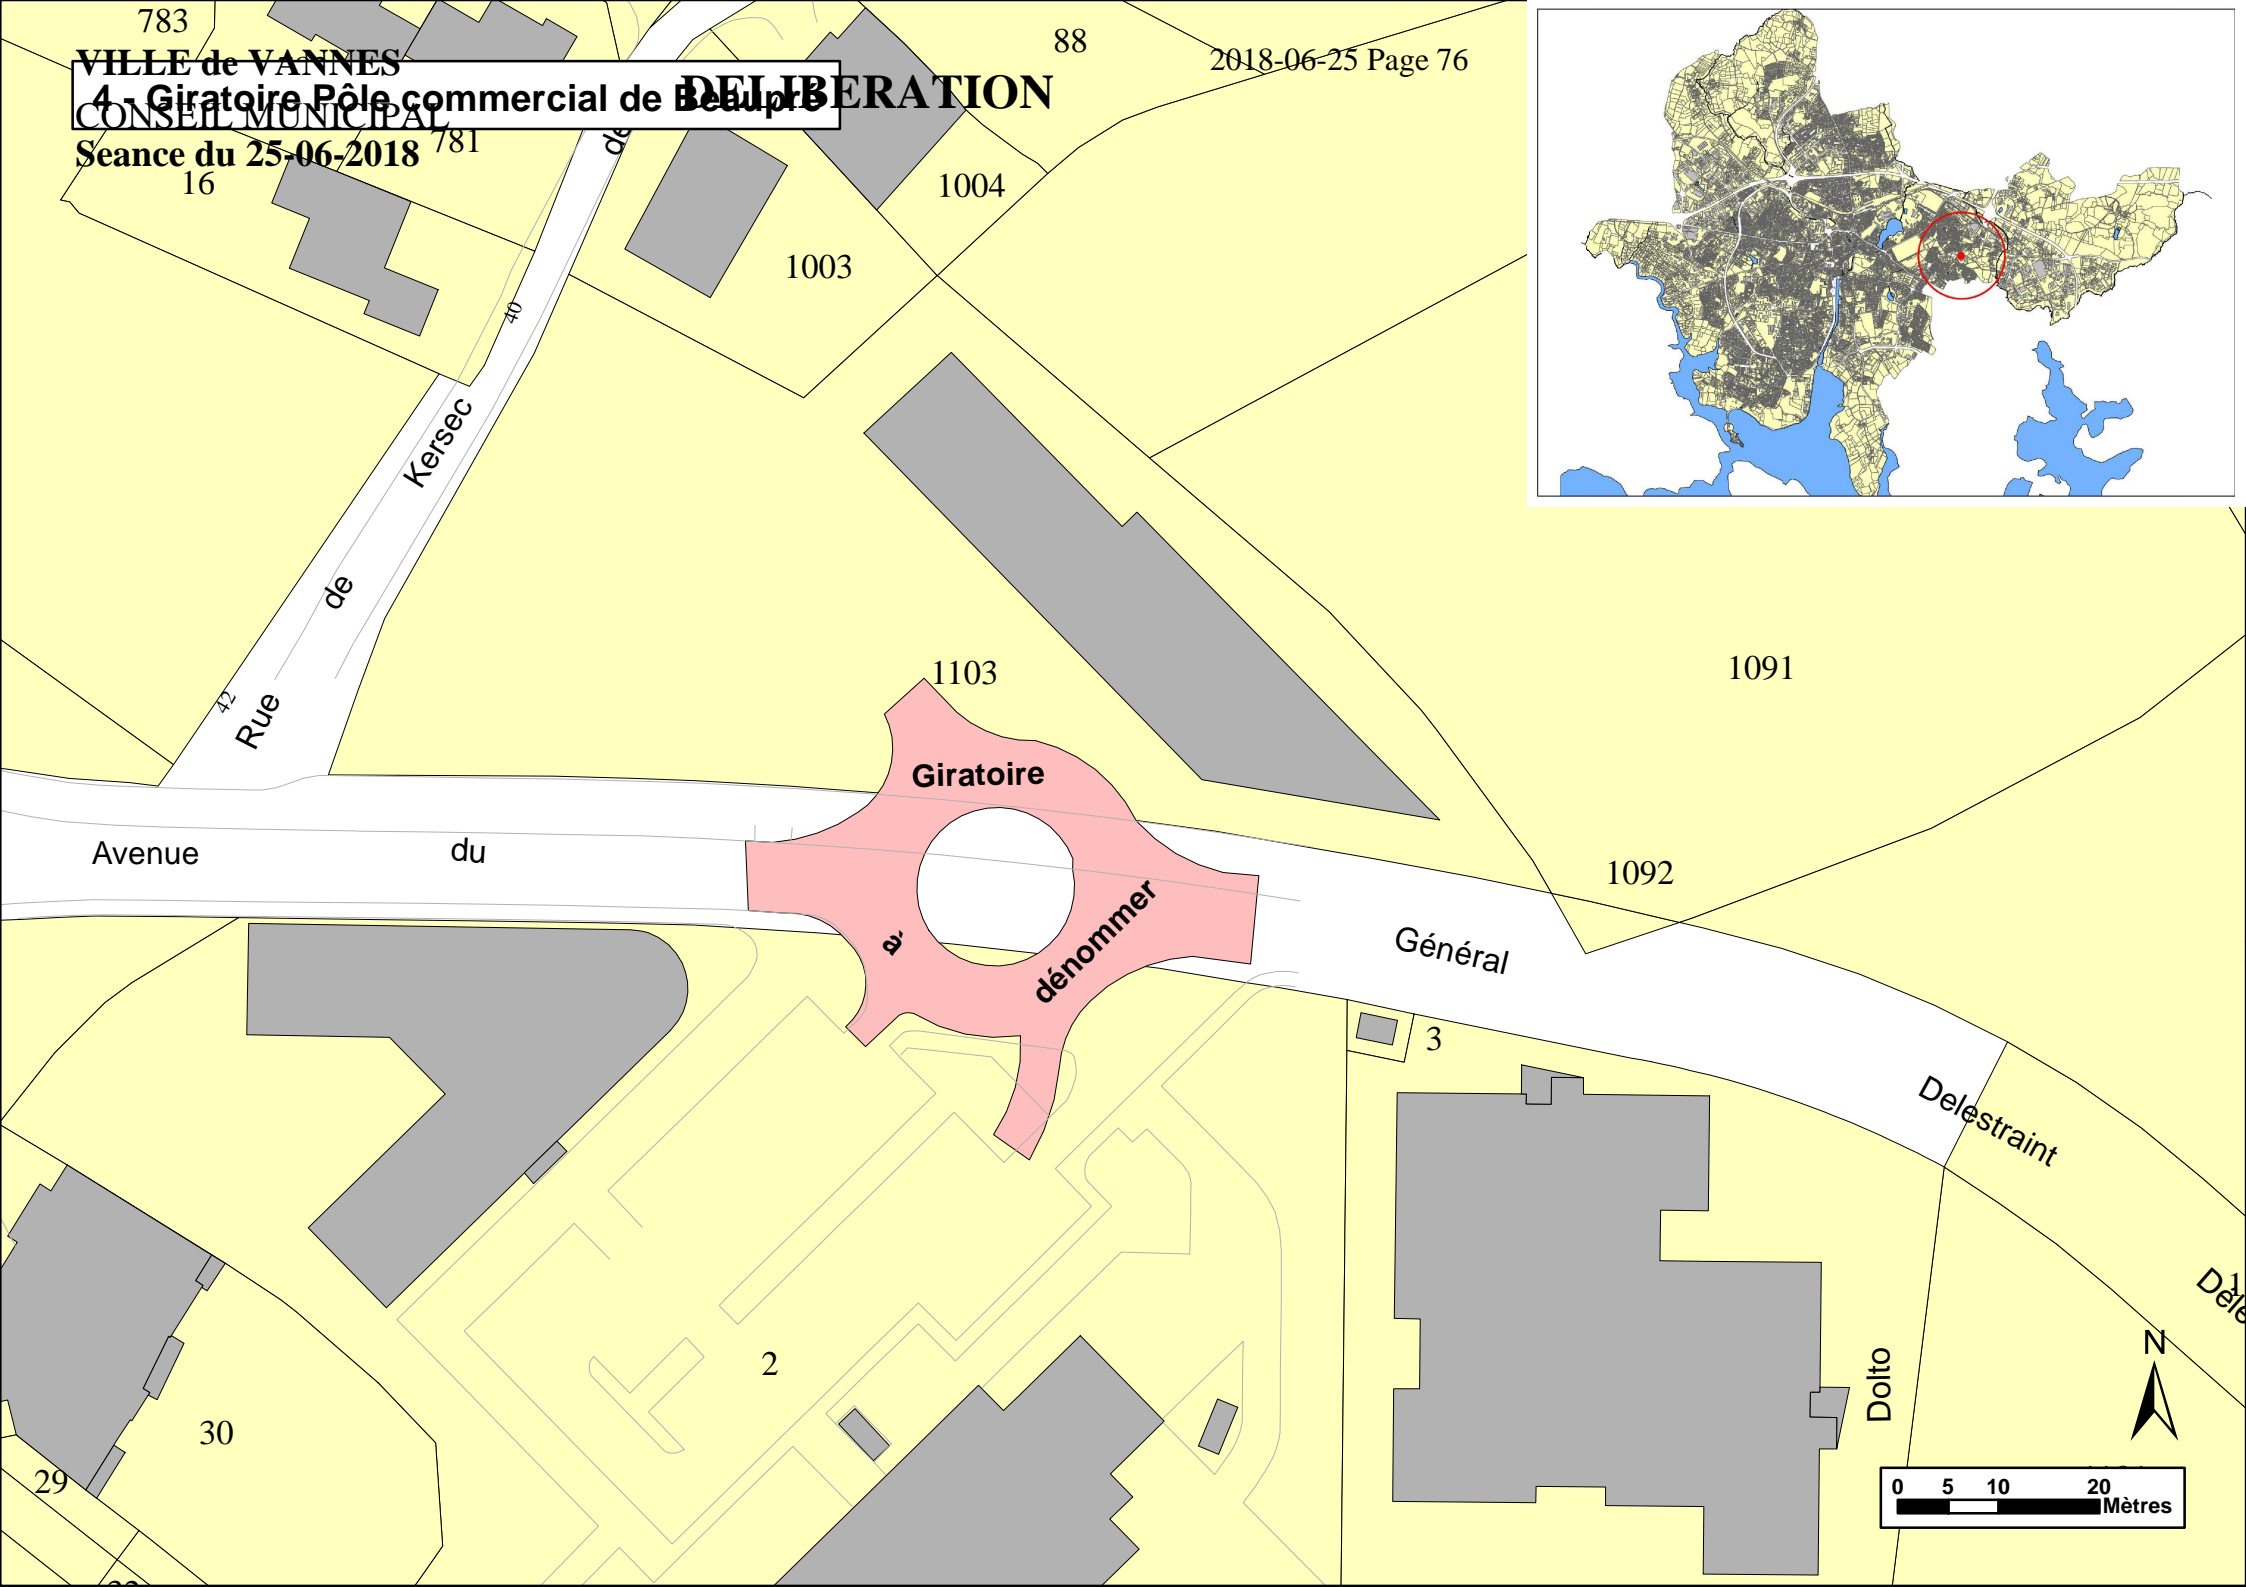 783
88
2018-06-25 Page 76
VILLE de VANNES
4 - Giratoire Pôle commercial de Beaupré
DELIBERATION
CONSEIL MUNICIPAL
781
Seance du 25-06-2018
16
1004
1003
40
42
Rue de Kersec de
1103
1091
Giratoire
à dénommer
1092
Avenue du Général Delestraint
3
2
Dolto
30
29
N
0 5 10 20
Mètres